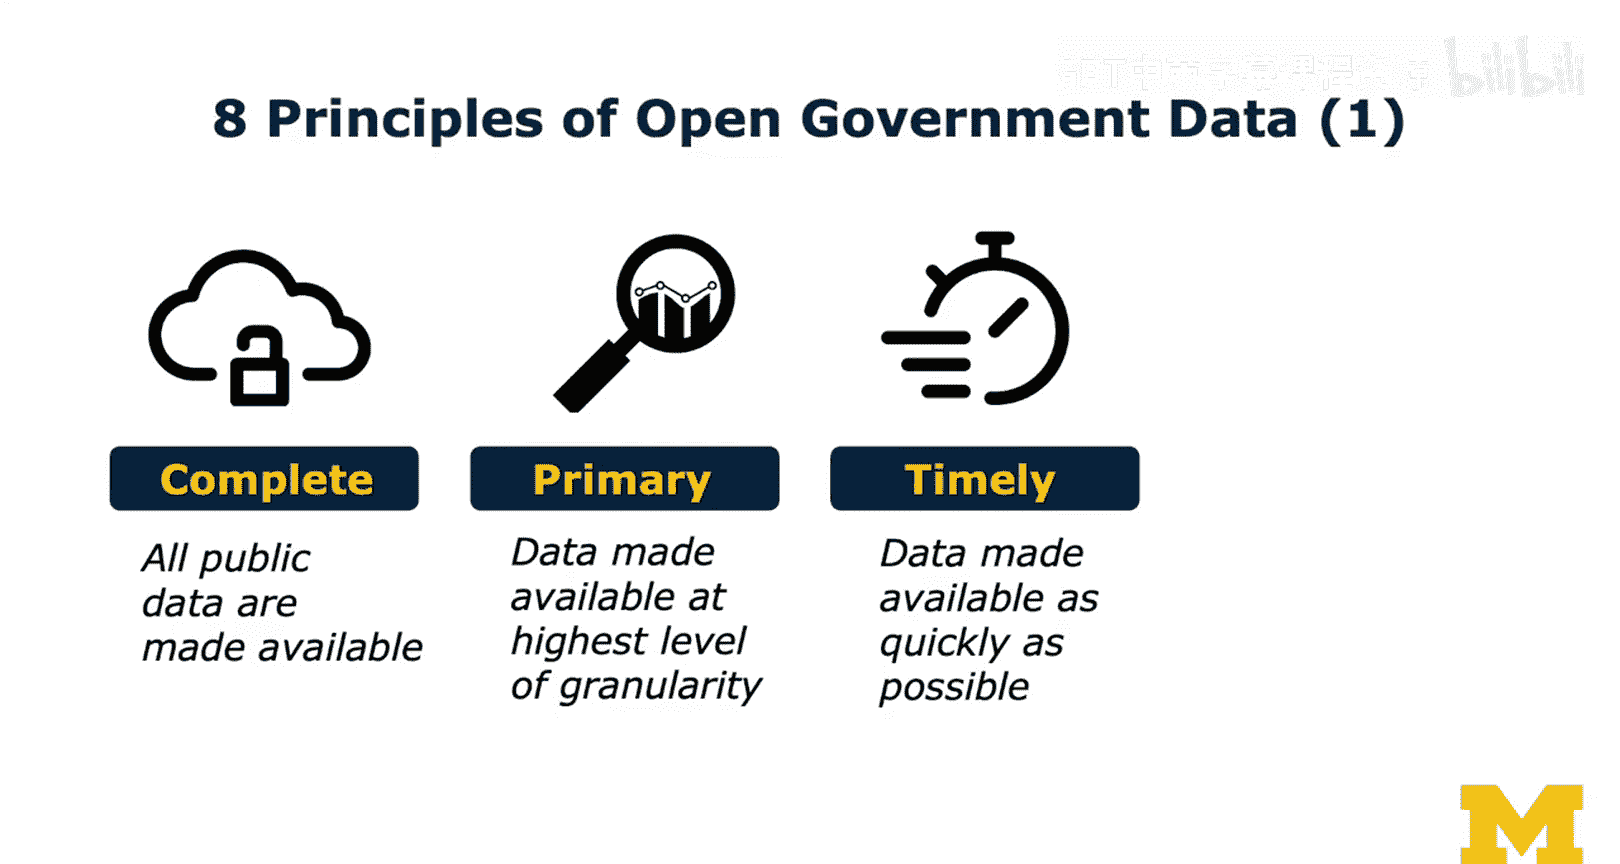 bilibili
8 Principles of Open Government Data (1)
Complete
All public
data are
made available
Primary
Data made
available at
highest level
of granularity
Timely
Data made
available as
quickly as
possible
M